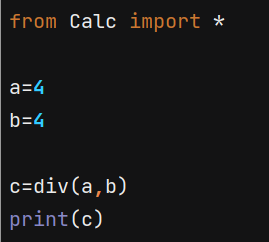 from Calc import *
a=4
b=4
c=div(a,b)
print(c)